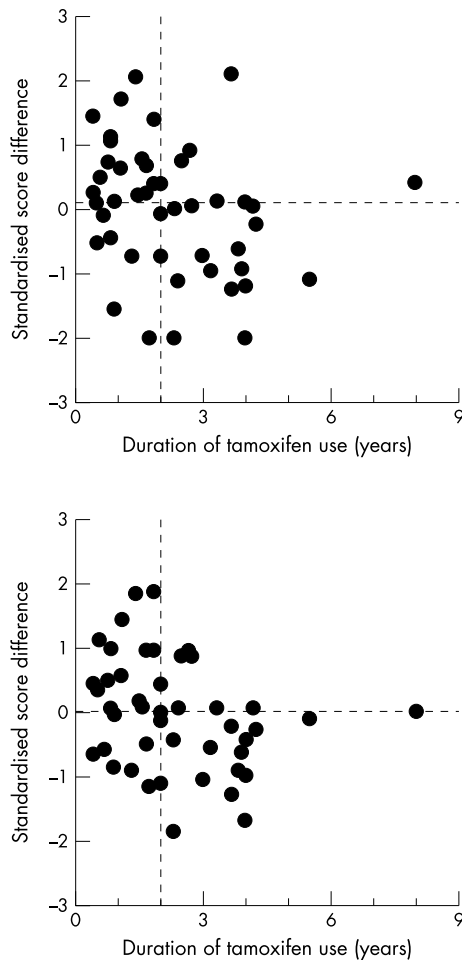 3
2
1
0
–1
–2
–3
Standardised score difference
0 3 6 9
Duration of tamoxifen use (years)
3
2
1
0
–1
–2
–3
Standardised score difference
0 3 6 9
Duration of tamoxifen use (years)